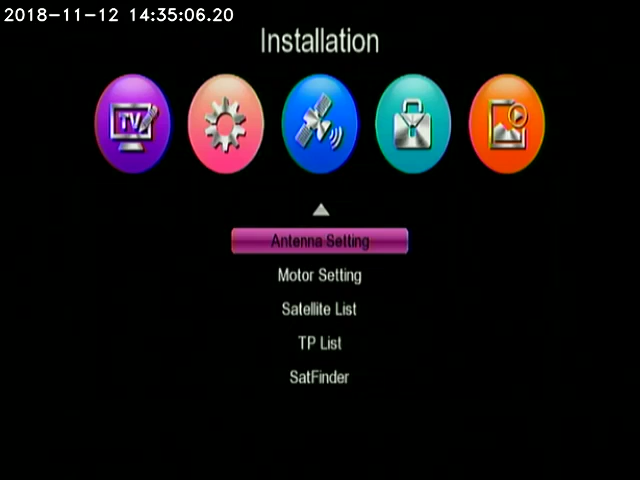 2018-11-12 14:35:06.20
Installation
TV
Antenna Setting
Motor Setting
Satellite List
TP List
SatFinder